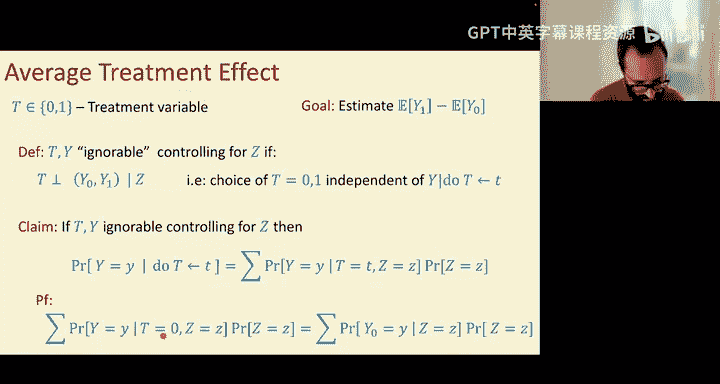 GPT中英字幕课程资源
Average Treatment Effect
T ∈ {0,1} – Treatment variable
Goal: Estimate 𝔼[Y₁] − 𝔼[Y₀]
Def: T, Y “ignorable” controlling for Z if:
T ⊥ (Y₀, Y₁) | Z
i.e: choice of T = 0,1 independent of Y|do T ← t
Claim: If T, Y ignorable controlling for Z then
Pr[ Y = y | do T ← t ] = ∑ Pr[Y = y | T = t, Z = z] Pr[Z = z]
Pf:
∑ Pr[Y = y | T = 0, Z = z] Pr[Z = z] = ∑ Pr[ Y₀ = y | Z = z] Pr[ Z = z]